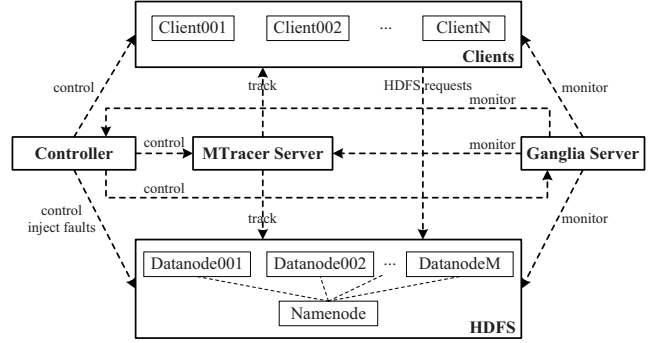 Client001 Client002 ... ClientN
Clients
control track HDFS requests monitor
monitor
Controller control MTracer Server monitor Ganglia Server
control
control
inject faults track monitor
Datanode001 Datanode002 ... DatanodeM
Namenode
HDFS